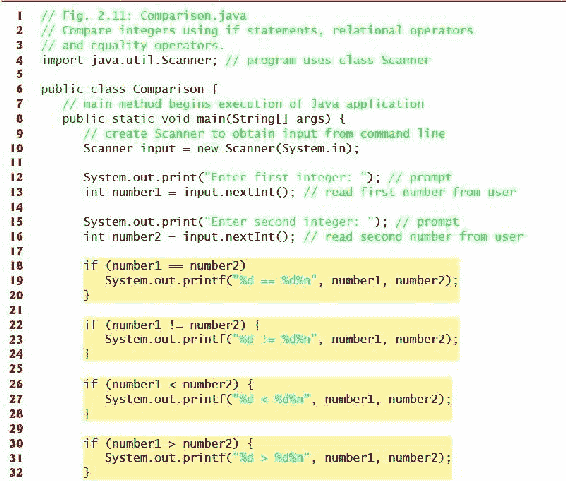 1 // Fig. 2.11: Comparison.java
2 // Compare integers using if statements, relational operators
3 // and equality operators.
4 import java.util.Scanner; // program uses class Scanner
5
6 public class Comparison {
7 // main method begins execution of Java application
8 public static void main(String[] args) {
9 // create Scanner to obtain input from command line
10 Scanner input = new Scanner(System.in);
11
12 System.out.print("Enter first integer: "); // prompt
13 int number1 = input.nextInt(); // read first number from user
14
15 System.out.print("Enter second integer: "); // prompt
16 int number2 = input.nextInt(); // read second number from user
17
18 if (number1 == number2)
19 System.out.printf("%d == %d%n", number1, number2);
20 }
21
22 if (number1 != number2) {
23 System.out.printf("%d != %d%n", number1, number2);
24 }
25
26 if (number1 < number2) {
27 System.out.printf("%d < %d%n", number1, number2);
28 }
29
30 if (number1 > number2) {
31 System.out.printf("%d > %d%n", number1, number2);
32 }